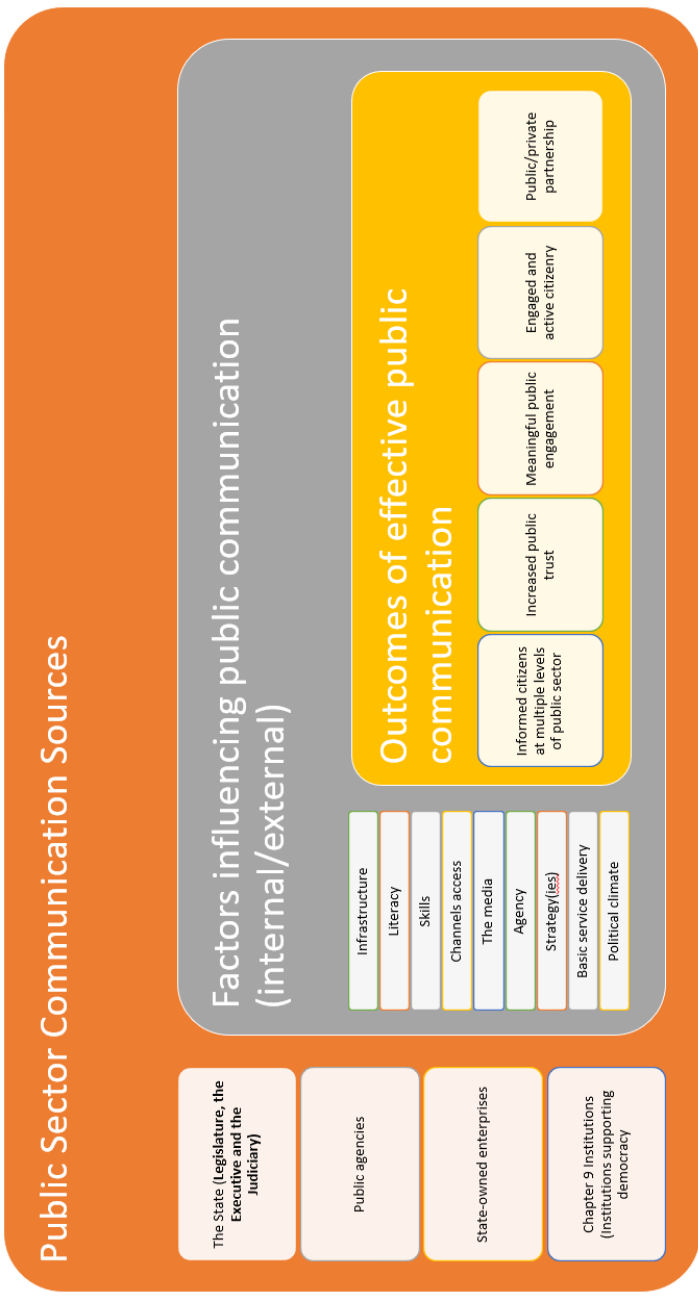 Public Sector Communication Sources
The State (Legislature, the
Executive and the
Judiciary)
Public agencies
State-owned enterprises
Chapter 9 Institutions
(Institutions supporting
democracy
Factors influencing public communication
(internal/external)
Infrastructure
Literacy
Skills
Channels access
The media
Agency
Strategy(ies)
Basic service delivery
Political climate
Outcomes of effective public
communication
Informed citizens
at multiple levels
of public sector
Increased public
trust
Meaningful public
engagement
Engaged and
active citizenry
Public/private
partnership